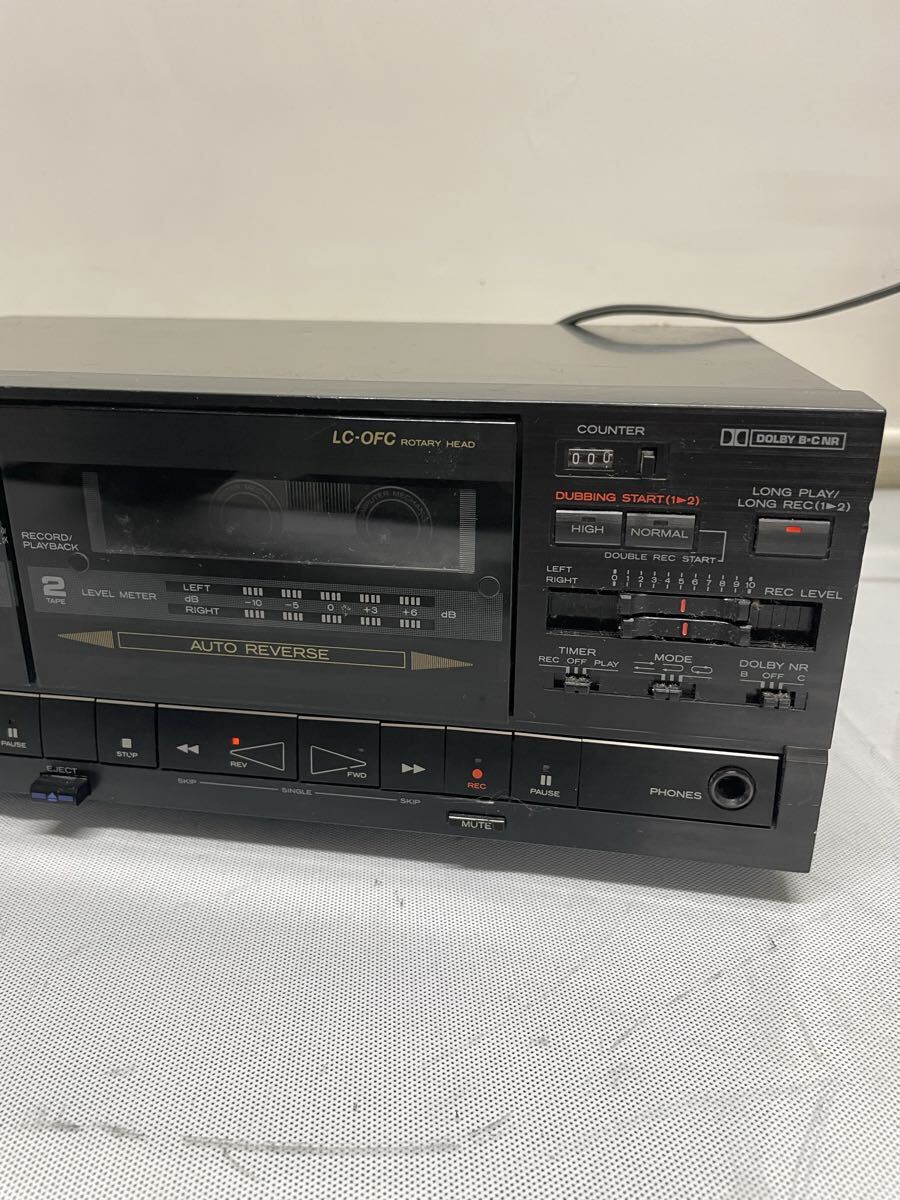 LC-OFC ROTARY HEAD
RECORD/
PLAYBACK
2
TAPE
LEVEL METER
LEFT
dB -10 -5 0 +3 +6 dB
RIGHT
AUTO REVERSE
COUNTER
000
DOLBY B•C NR
DUBBING START(1▶2)
HIGH
NORMAL
DOUBLE REC START
LONG PLAY/
LONG REC(1▶2)
LEFT
RIGHT
0 1 2 3 4 5 6 7 8 9 10
REC LEVEL
TIMER
REC OFF PLAY
MODE
DOLBY NR
B OFF C
PAUSE
STOP
REV
FWD
REC
PAUSE
SKIP
SINGLE
SKIP
EJECT
MUTE
PHONES